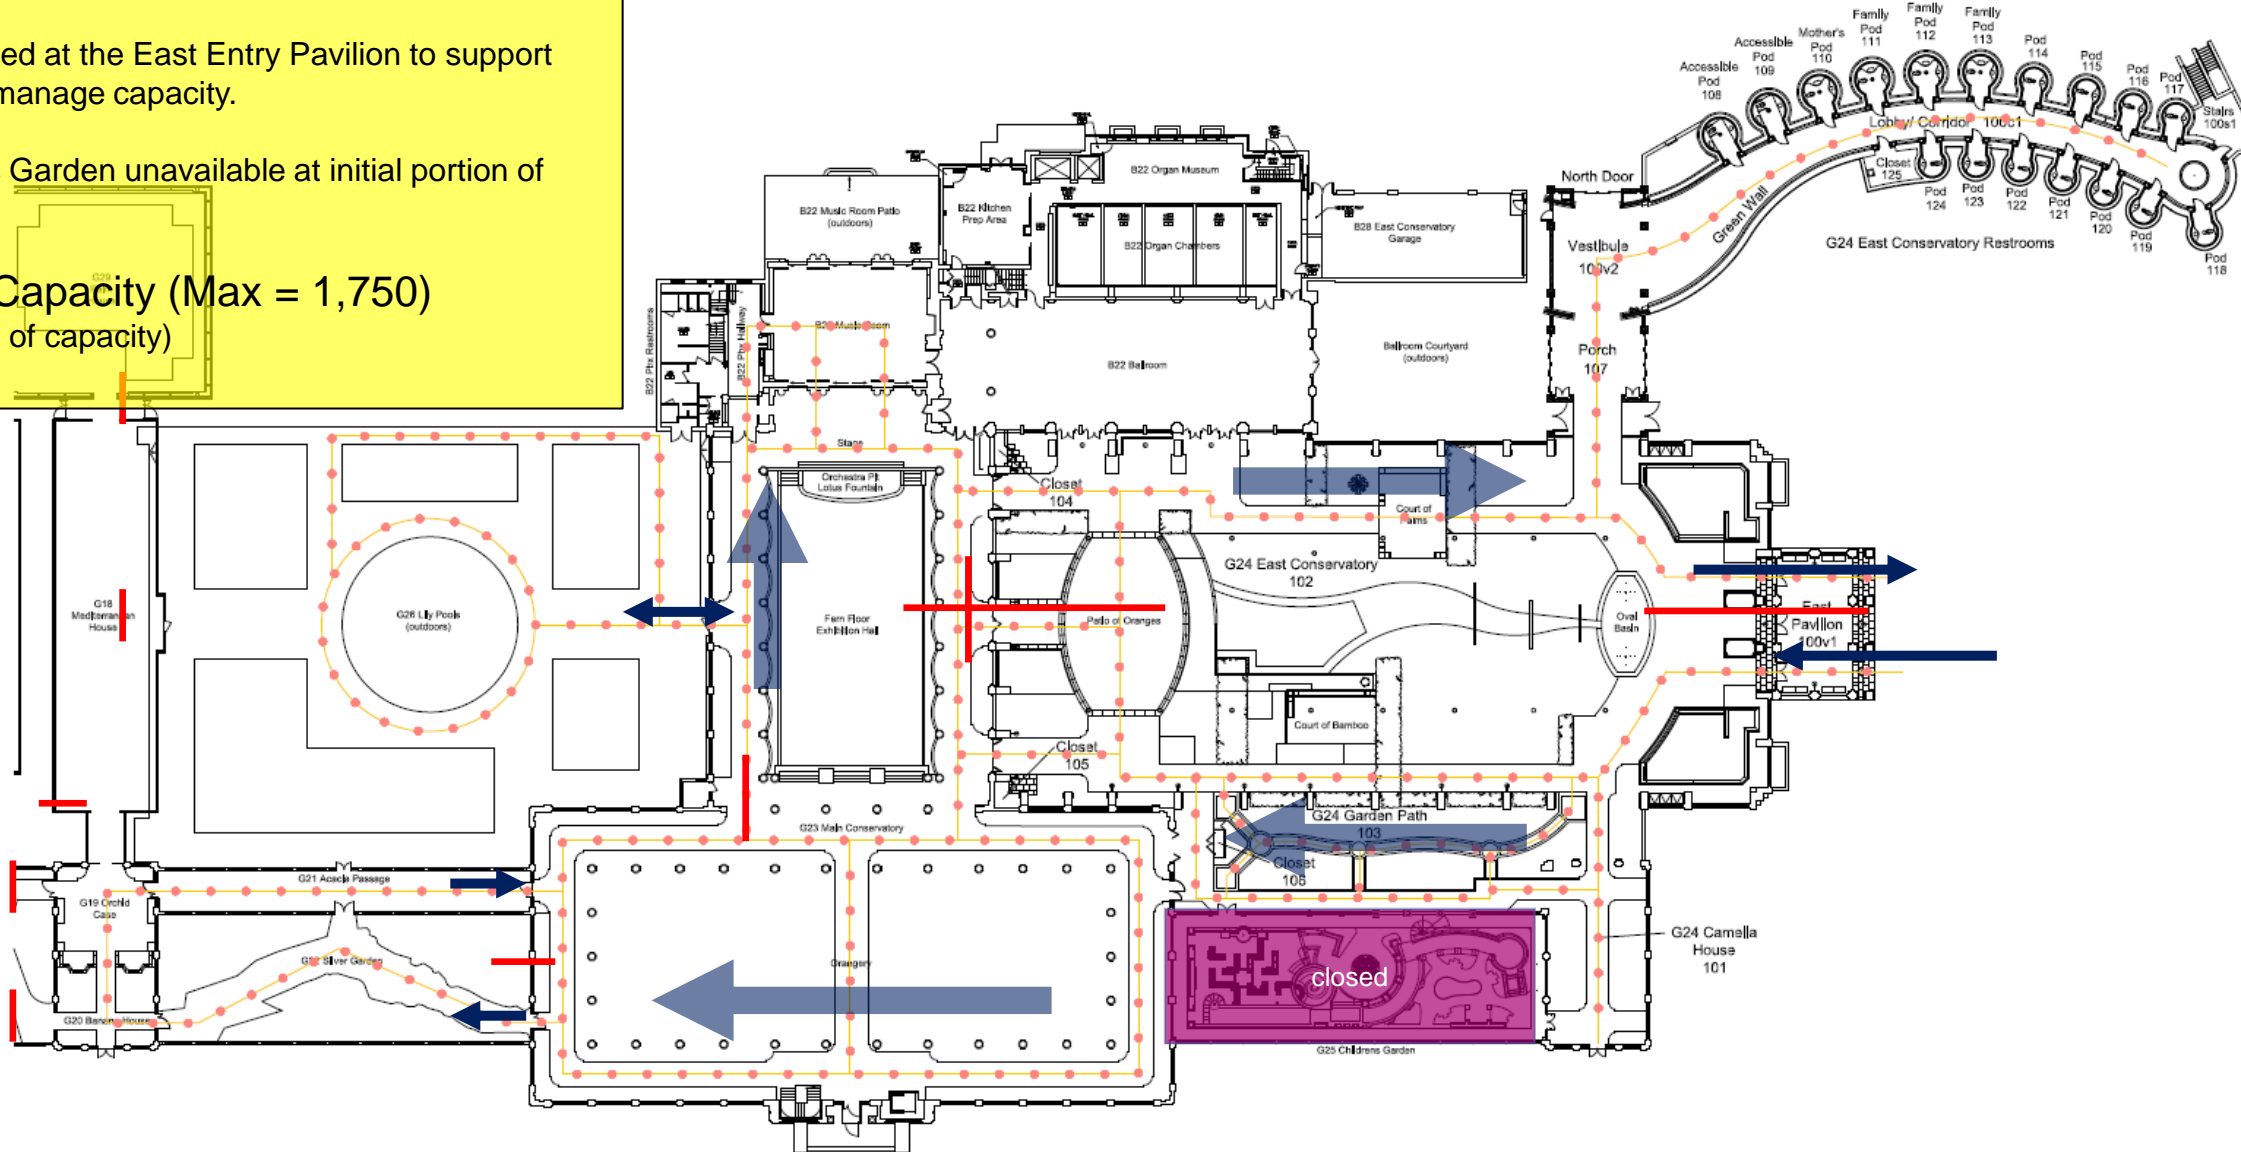 ed at the East Entry Pavilion to support
manage capacity.
Garden unavailable at initial portion of
Capacity (Max = 1,750)
of capacity)
Accessible
Pod
108
Accessible
Pod
109
Mother's
Pod
110
Family
Pod
111
Family
Pod
112
Family
Pod
113
Pod
114
Pod
115
Pod
116
Pod
117
Stairs
100s1
Lobby/ Corridor 100c1
Closet
125
Pod
124
Pod
123
Pod
122
Pod
121
Pod
120
Pod
119
Pod
118
Green Wall
G24 East Conservatory Restrooms
North Door
Vestibule
100v2
Porch
107
B22 Organ Museum
B22 Kitchen
Prep Area
B22 Music Room Patio
(outdoors)
B22 Organ Chambers
B28 East Conservatory
Garage
B22 Music Room
B22 Phx Restrooms
B22 Phx Hallway
B22 Ballroom
Ballroom Courtyard
(outdoors)
Stage
Orchestra Pit
Lotus Fountain
Closet
104
Court of
Palms
G24 East Conservatory
102
G18
Mediterranean
House
G26 Lily Pools
(outdoors)
Fern Floor
Exhibition Hall
Patio of Oranges
Oval
Basin
East
Pavilion
100v1
Court of Bamboo
Closet
105
G23 Main Conservatory
G24 Garden Path
103
Closet
106
G21 Acacia Passage
G19 Orchid
Case
G22 Silver Garden
Orangery
G20 Banana House
closed
G24 Camelia
House
101
G25 Childrens Garden